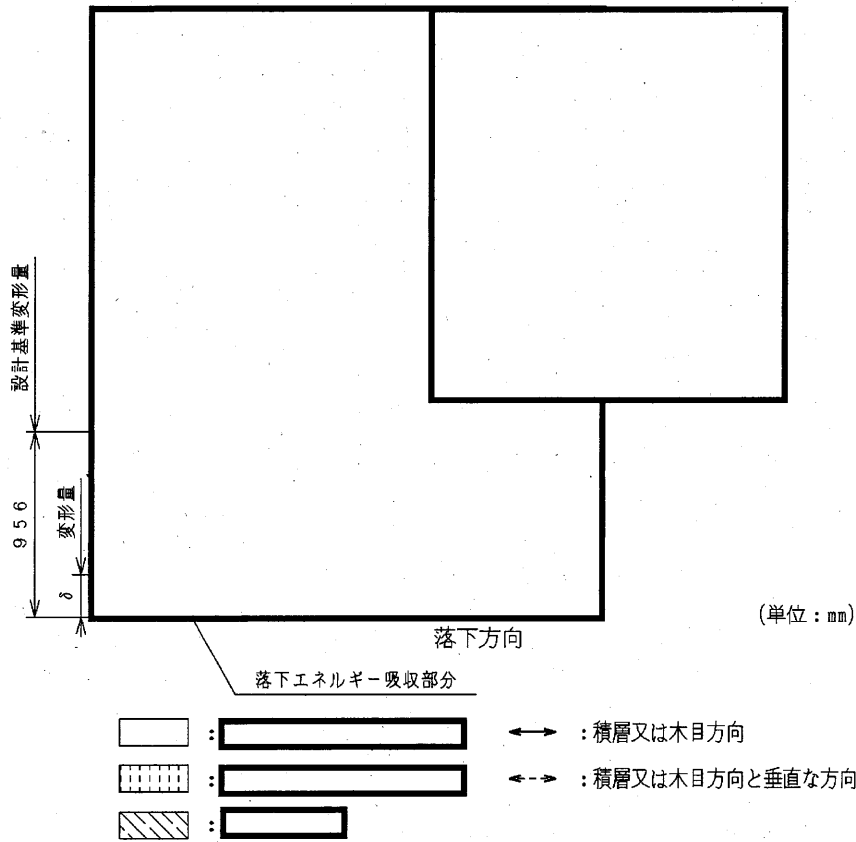 設計基準変形量
956
変形量
δ
(単位:mm)
落下方向
落下エネルギー吸収部分
: ←→ :積層又は木目方向
: ←-→ :積層又は木目方向と垂直な方向
: